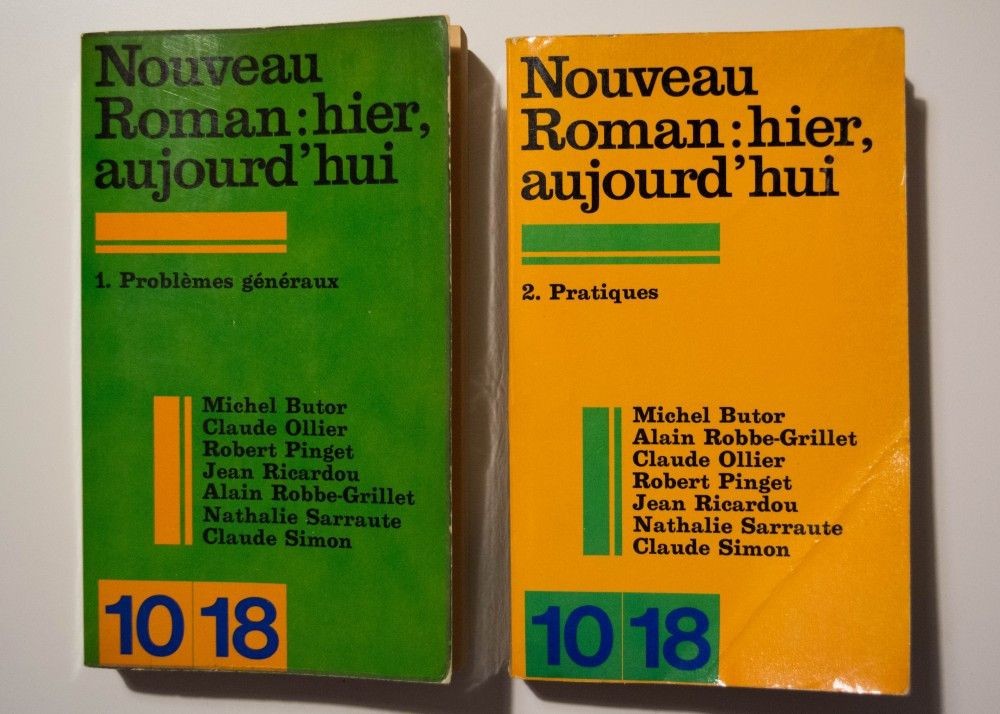 Nouveau
Roman : hier,
aujourd'hui
1. Problèmes généraux
Michel Butor
Claude Ollier
Robert Pinget
Jean Ricardou
Alain Robbe-Grillet
Nathalie Sarraute
Claude Simon
10 18
Nouveau
Roman : hier,
aujourd'hui
2. Pratiques
Michel Butor
Alain Robbe-Grillet
Claude Ollier
Robert Pinget
Jean Ricardou
Nathalie Sarraute
Claude Simon
10 18